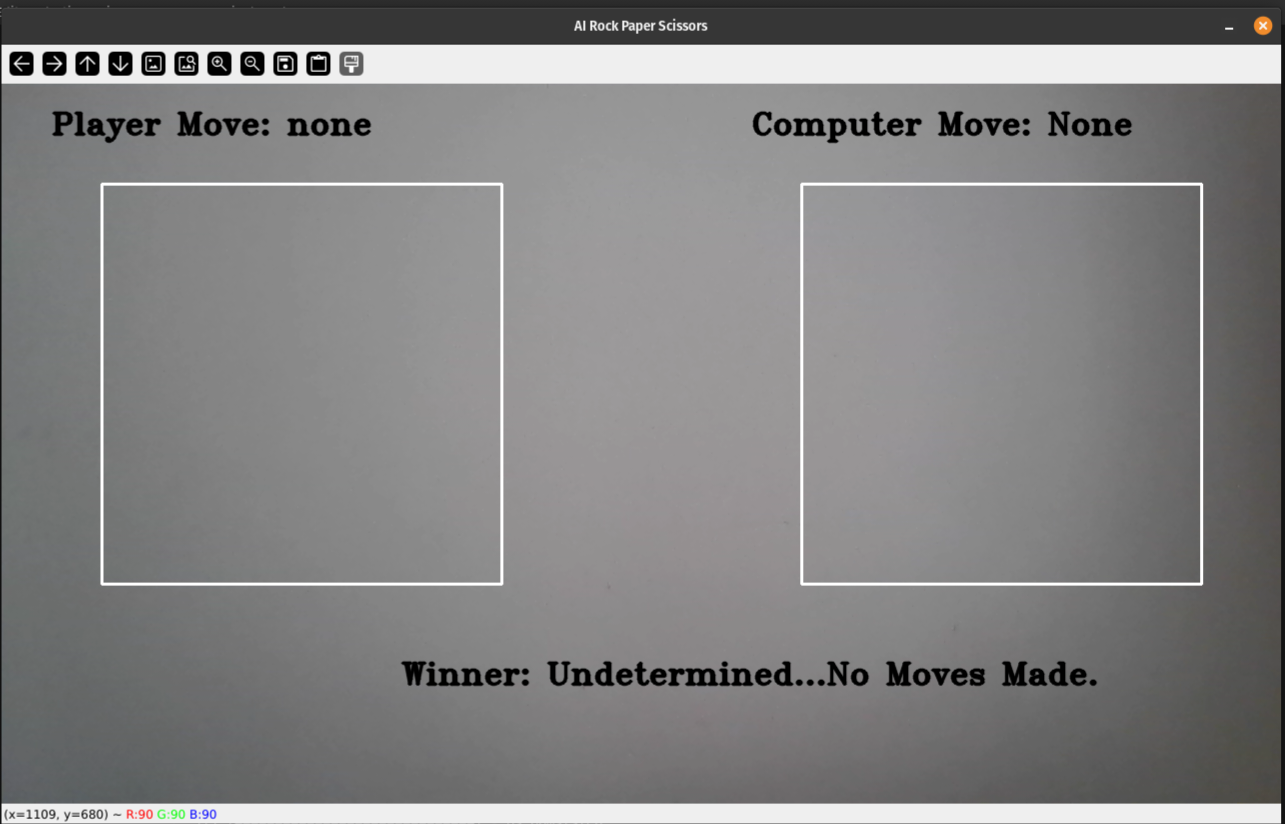 AI Rock Paper Scissors
Player Move: none
Computer Move: None
Winner: Undetermined...No Moves Made.
(x=1109, y=680) ~ R:90 G:90 B:90